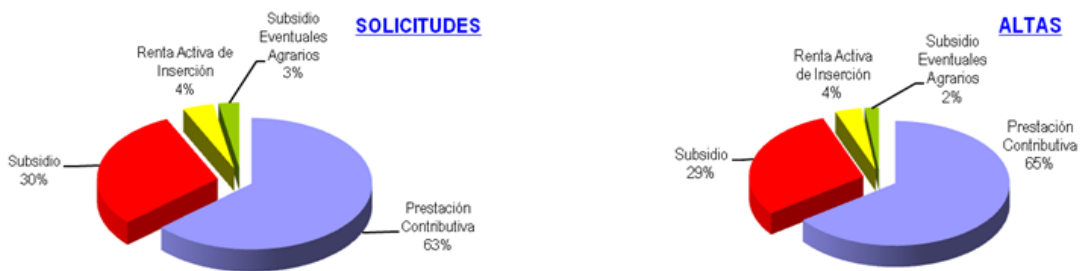 SOLICITUDES
Subsidio
Eventuales
Agrarios
3%
Renta Activa de
Inserción
4%
Subsidio
30%
Prestación
Contributiva
63%
ALTAS
Subsidio
Eventuales
Agrarios
2%
Renta Activa
de Inserción
4%
Prestación
Contributiva
65%
Subsidio
29%